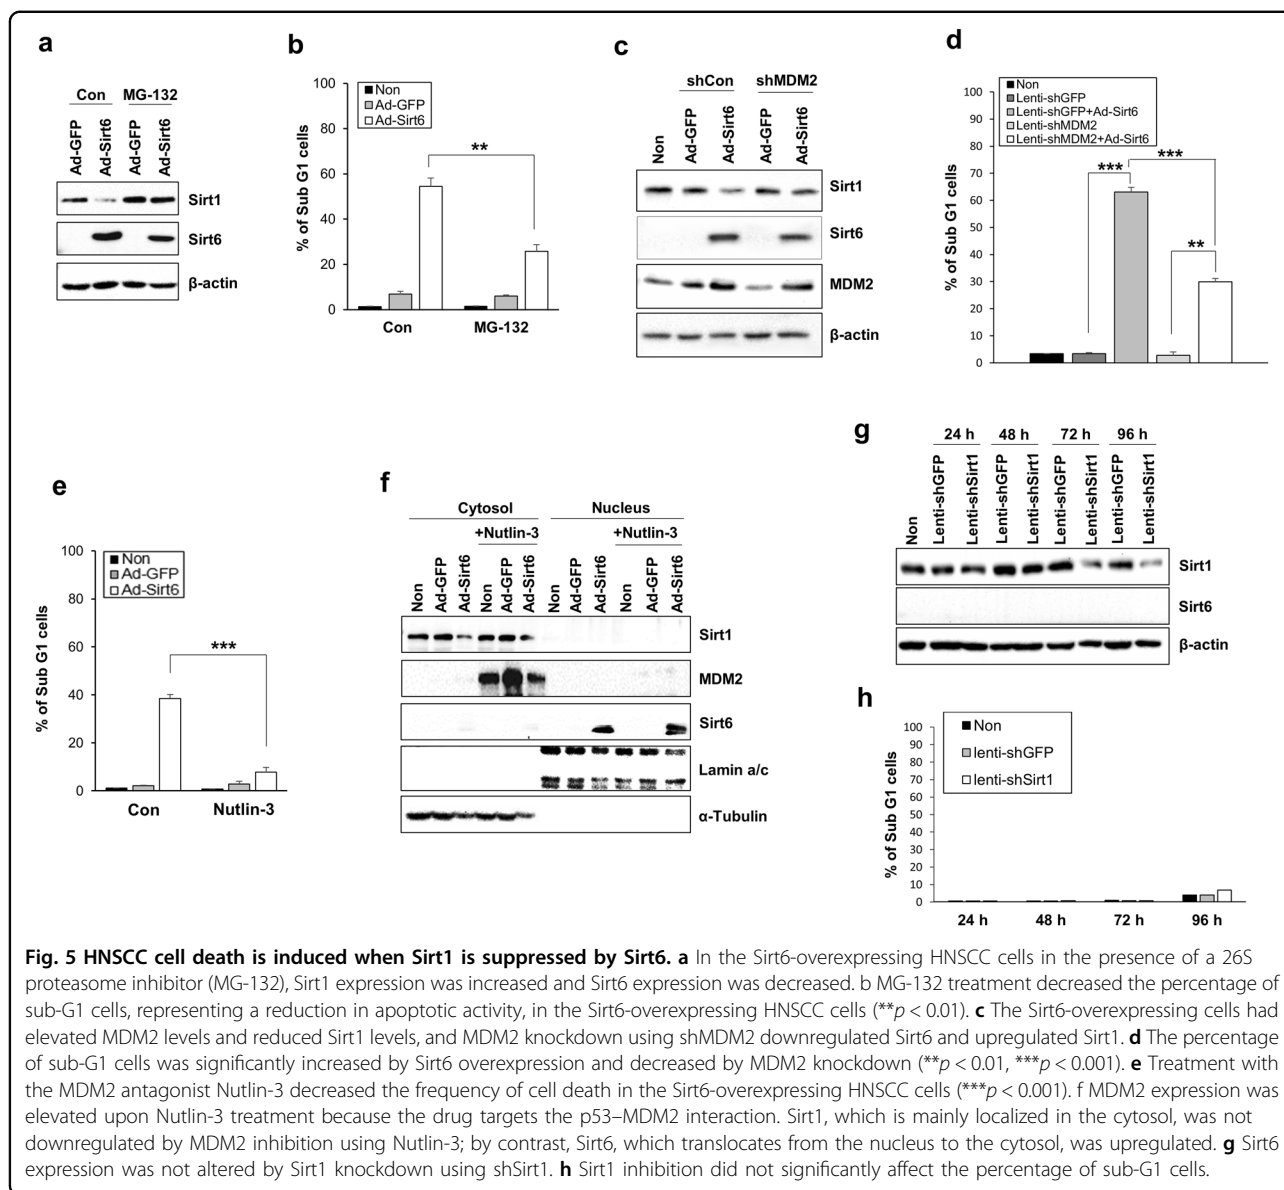 a
Con MG-132
Ad-GFP Ad-Sirt6 Ad-GFP Ad-Sirt6
Sirt1
Sirt6
β-actin
b
% of Sub G1 cells
100
80
60
40
20
0
Non
Ad-GFP
Ad-Sirt6
**
Con MG-132
c
shCon shMDM2
Non Ad-GFP Ad-Sirt6 Ad-GFP Ad-Sirt6
Sirt1
Sirt6
MDM2
β-actin
d
% of Sub G1 cells
100
90
80
70
60
50
40
30
20
10
0
Non
Lenti-shGFP
Lenti-shGFP+Ad-Sirt6
Lenti-shMDM2
Lenti-shMDM2+Ad-Sirt6
***
***
**
e
% of Sub G1 cells
100
80
60
40
20
0
Non
Ad-GFP
Ad-Sirt6
***
Con Nutlin-3
f
Cytosol Nucleus
+Nutlin-3 +Nutlin-3
Non Ad-GFP Ad-Sirt6 Non Ad-GFP Ad-Sirt6 Non Ad-GFP Ad-Sirt6 Non Ad-GFP Ad-Sirt6
Sirt1
MDM2
Sirt6
Lamin a/c
α-Tubulin
g
24 h 48 h 72 h 96 h
Non Lenti-shGFP Lenti-shSirt1 Lenti-shGFP Lenti-shSirt1 Lenti-shGFP Lenti-shSirt1 Lenti-shGFP Lenti-shSirt1
Sirt1
Sirt6
β-actin
h
% of Sub G1 cells
100
90
80
70
60
50
40
30
20
10
0
Non
lenti-shGFP
lenti-shSirt1
24 h 48 h 72 h 96 h
Fig. 5 HNSCC cell death is induced when Sirt1 is suppressed by Sirt6. a In the Sirt6-overexpressing HNSCC cells in the presence of a 26S
proteasome inhibitor (MG-132), Sirt1 expression was increased and Sirt6 expression was decreased. b MG-132 treatment decreased the percentage of
sub-G1 cells, representing a reduction in apoptotic activity, in the Sirt6-overexpressing HNSCC cells (**p < 0.01). c The Sirt6-overexpressing cells had
elevated MDM2 levels and reduced Sirt1 levels, and MDM2 knockdown using shMDM2 downregulated Sirt6 and upregulated Sirt1. d The percentage
of sub-G1 cells was significantly increased by Sirt6 overexpression and decreased by MDM2 knockdown (**p < 0.01, ***p < 0.001). e Treatment with
the MDM2 antagonist Nutlin-3 decreased the frequency of cell death in the Sirt6-overexpressing HNSCC cells (***p < 0.001). f MDM2 expression was
elevated upon Nutlin-3 treatment because the drug targets the p53–MDM2 interaction. Sirt1, which is mainly localized in the cytosol, was not
downregulated by MDM2 inhibition using Nutlin-3; by contrast, Sirt6, which translocates from the nucleus to the cytosol, was upregulated. g Sirt6
expression was not altered by Sirt1 knockdown using shSirt1. h Sirt1 inhibition did not significantly affect the percentage of sub-G1 cells.